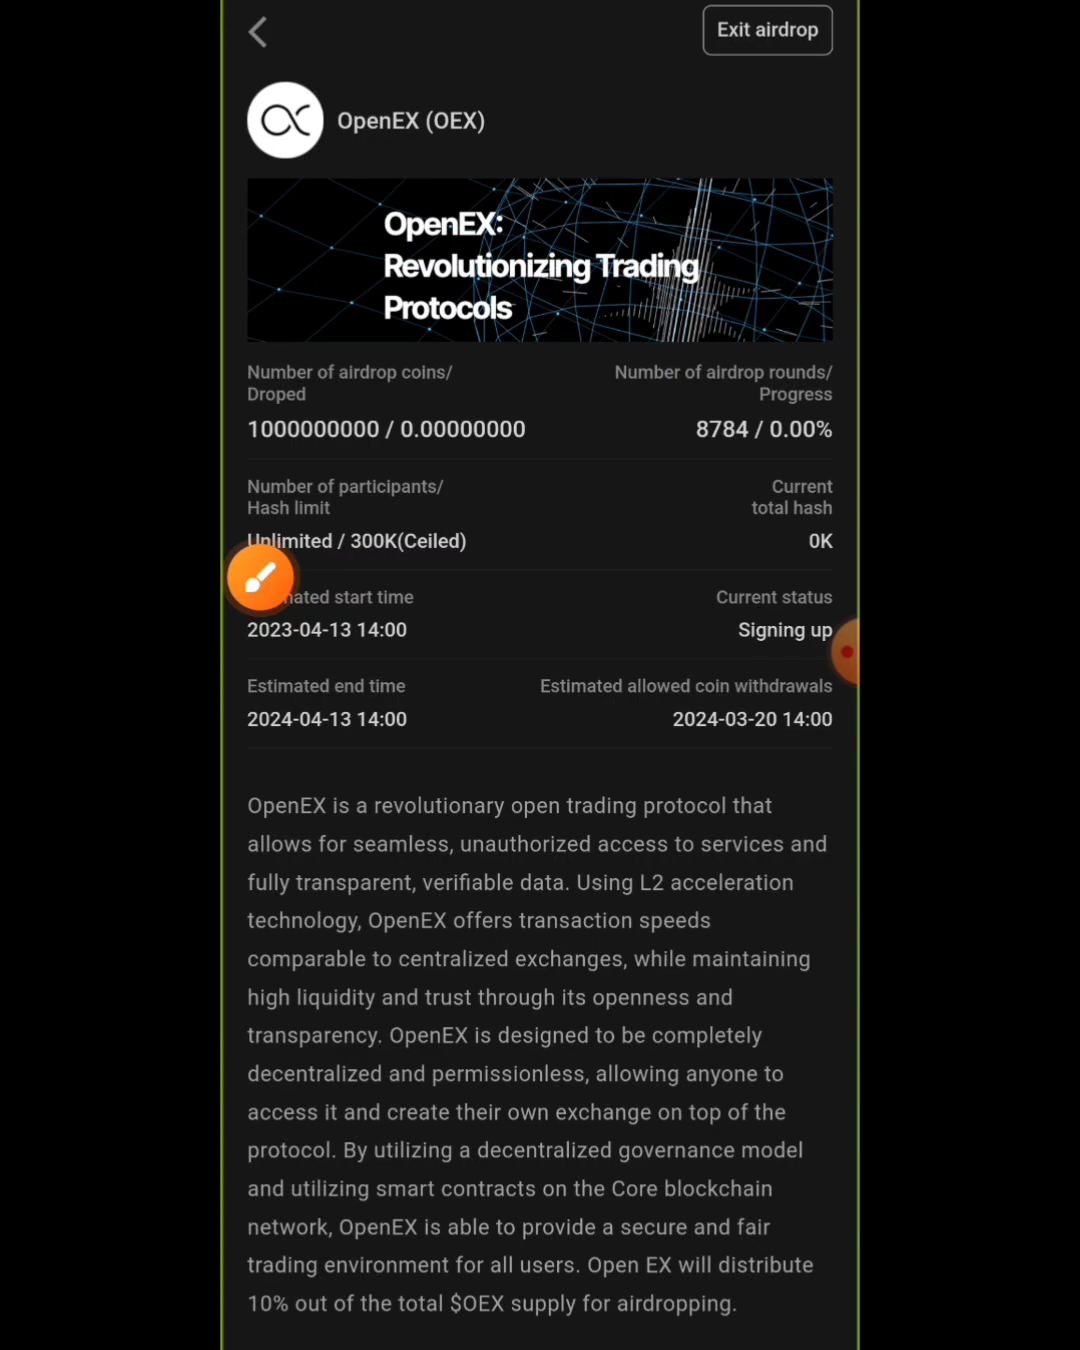 Exit airdrop
OpenEX (OEX)
OpenEX:
Revolutionizing Trading
Protocols
Number of airdrop coins/
Droped
Number of airdrop rounds/
Progress
1000000000 / 0.00000000
8784 / 0.00%
Number of participants/
Hash limit
Current
total hash
Unlimited / 300K(Ceiled)
0K
start time
Current status
2023-04-13 14:00
Signing up
Estimated end time
Estimated allowed coin withdrawals
2024-04-13 14:00
2024-03-20 14:00
OpenEX is a revolutionary open trading protocol that
allows for seamless, unauthorized access to services and
fully transparent, verifiable data. Using L2 acceleration
technology, OpenEX offers transaction speeds
comparable to centralized exchanges, while maintaining
high liquidity and trust through its openness and
transparency. OpenEX is designed to be completely
decentralized and permissionless, allowing anyone to
access it and create their own exchange on top of the
protocol. By utilizing a decentralized governance model
and utilizing smart contracts on the Core blockchain
network, OpenEX is able to provide a secure and fair
trading environment for all users. Open EX will distribute
10% out of the total $OEX supply for airdropping.